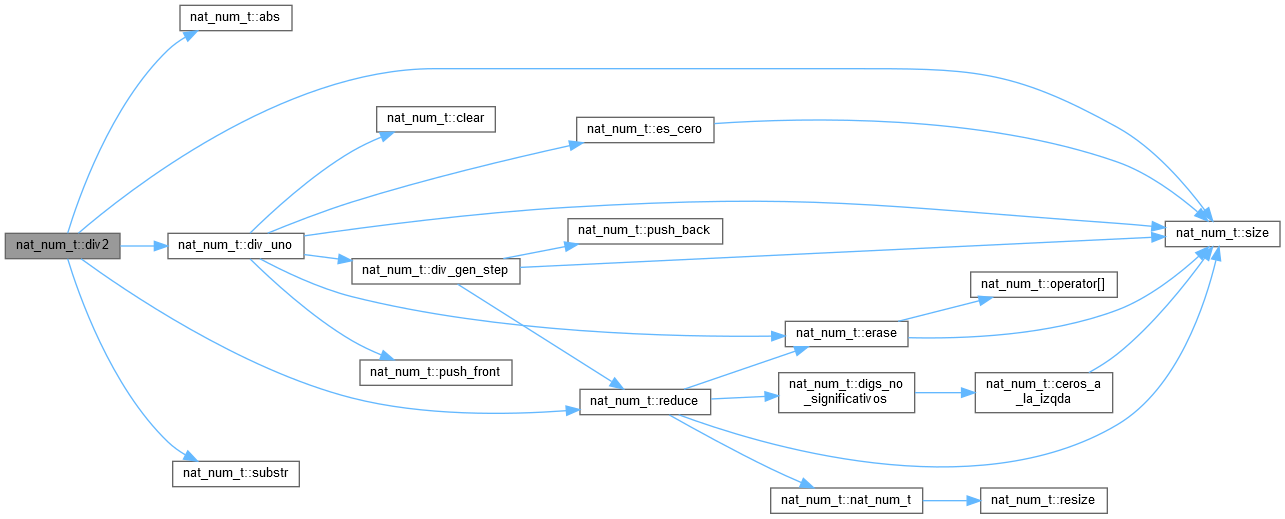 nat_num_t::abs
nat_num_t::clear
nat_num_t::es_cero
nat_num_t::div2
nat_num_t::div_uno
nat_num_t::push_back
nat_num_t::size
nat_num_t::div_gen_step
nat_num_t::operator[]
nat_num_t::erase
nat_num_t::push_front
nat_num_t::reduce
nat_num_t::digs_no
_significativos
nat_num_t::ceros_a
_la_izqda
nat_num_t::substr
nat_num_t::nat_num_t
nat_num_t::resize